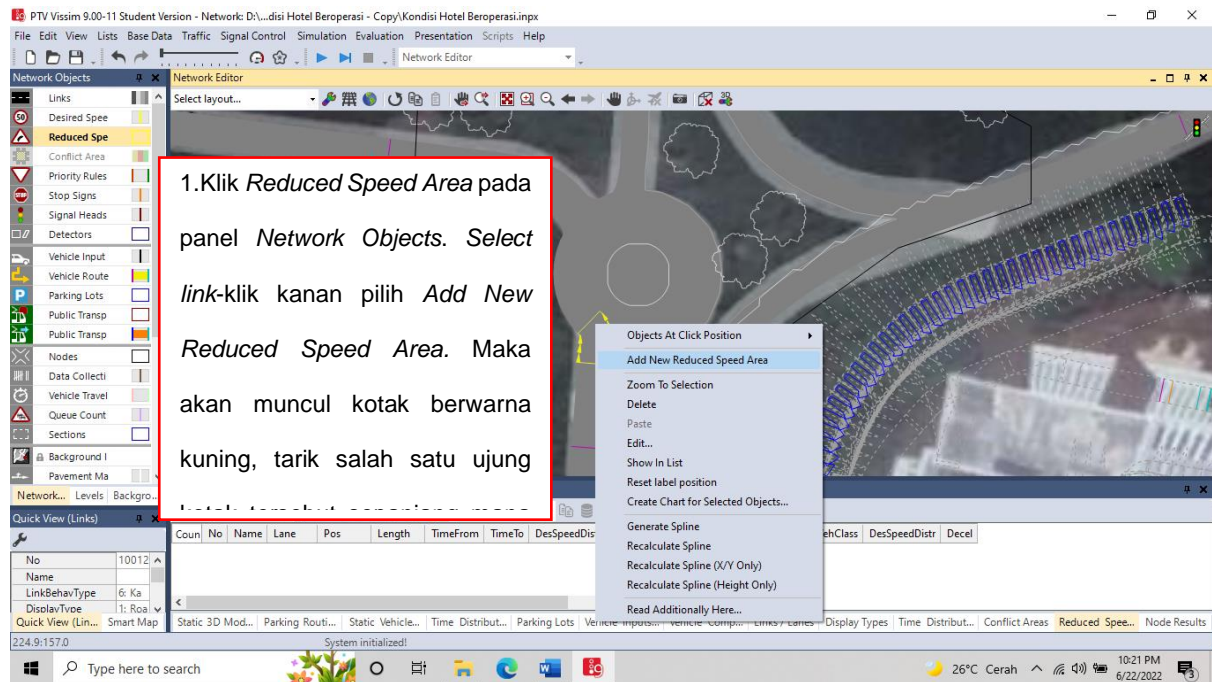 PTV Vissim 9.00-11 Student Version - Network: D:\...disi Hotel Beroperasi - Copy\Kondisi Hotel Beroperasi.inpx
File Edit View Lists Base Data Traffic Signal Control Simulation Evaluation Presentation Scripts Help
Network Editor
Network Objects
Network Editor
Select layout...
Links
50
Desired Spee
Reduced Spe
Conflict Area
Priority Rules
STOP
Stop Signs
Signal Heads
Detectors
Vehicle Input
Vehicle Route
P
Parking Lots
Public Transp
Public Transp
Nodes
Data Collecti
Vehicle Travel
Queue Count
Sections
Background I
Pavement Ma
Network... Levels Backgro...
1.Klik Reduced Speed Area pada
panel Network Objects. Select
link-klik kanan pilih Add New
Reduced Speed Area. Maka
akan muncul kotak berwarna
kuning, tarik salah satu ujung
Objects At Click Position
Add New Reduced Speed Area
Zoom To Selection
Delete
Paste
Edit...
Show In List
Reset label position
Create Chart for Selected Objects...
Generate Spline
Recalculate Spline
Recalculate Spline (X/Y Only)
Recalculate Spline (Height Only)
Read Additionally Here...
Quick View (Links)
No 10012
Name
LinkBehavType 6: Ka
DisplayType 1: Roa
Quick View (Lin... Smart Map
Coun No Name Lane Pos Length TimeFrom TimeTo DesSpeedDis ehClass DesSpeedDistr Decel
Static 3D Mod... Parking Routi... Static Vehicle... Time Distribut... Parking Lots Vehicle Inputs... Vehicle Comp... Links / Lanes Display Types Time Distribut... Conflict Areas Reduced Spee... Node Results
224.9:157.0 System initialized!
Type here to search
26°C Cerah
10:21 PM
6/22/2022
3